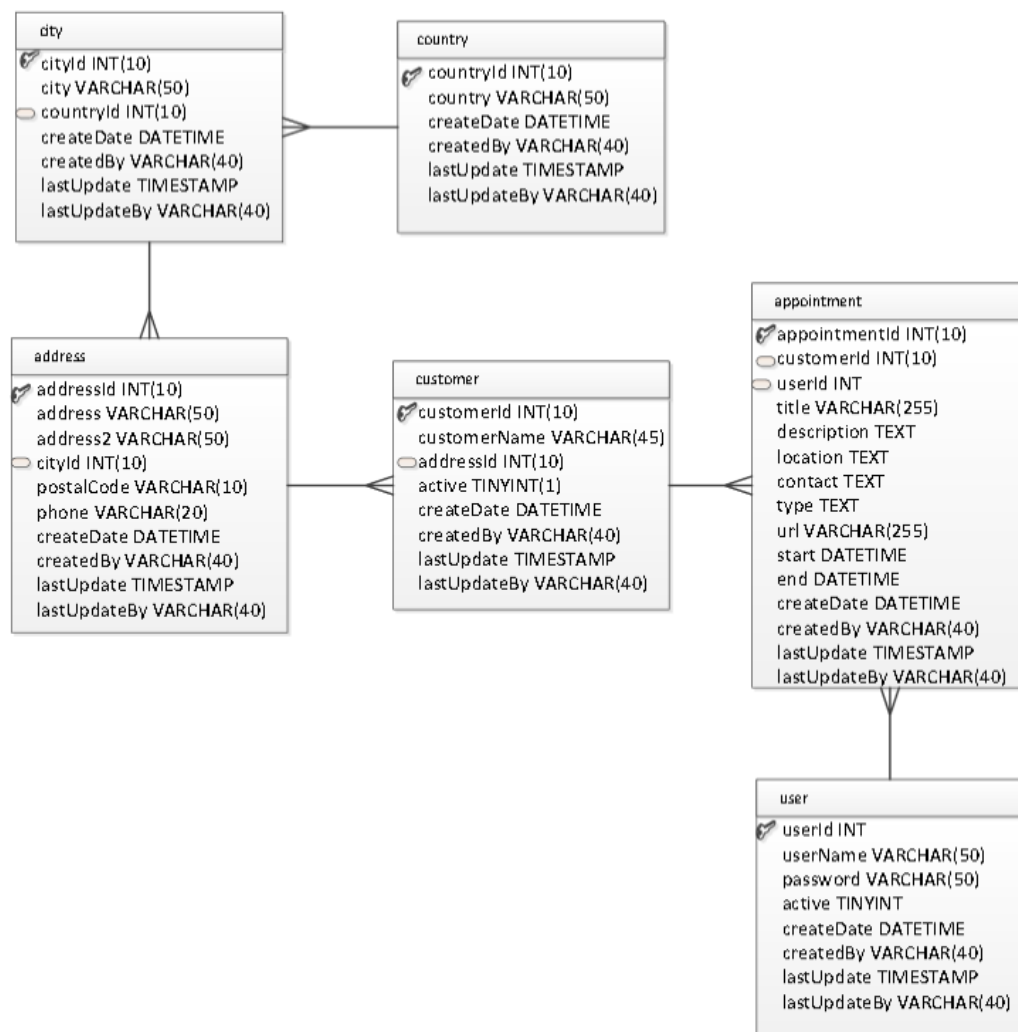 city
cityId INT(10)
city VARCHAR(50)
countryId INT(10)
createDate DATETIME
createdBy VARCHAR(40)
lastUpdate TIMESTAMP
lastUpdateBy VARCHAR(40)
country
countryId INT(10)
country VARCHAR(50)
createDate DATETIME
createdBy VARCHAR(40)
lastUpdate TIMESTAMP
lastUpdateBy VARCHAR(40)
address
addressId INT(10)
address VARCHAR(50)
address2 VARCHAR(50)
cityId INT(10)
postalCode VARCHAR(10)
phone VARCHAR(20)
createDate DATETIME
createdBy VARCHAR(40)
lastUpdate TIMESTAMP
lastUpdateBy VARCHAR(40)
customer
customerId INT(10)
customerName VARCHAR(45)
addressId INT(10)
active TINYINT(1)
createDate DATETIME
createdBy VARCHAR(40)
lastUpdate TIMESTAMP
lastUpdateBy VARCHAR(40)
appointment
appointmentId INT(10)
customerId INT(10)
userId INT
title VARCHAR(255)
description TEXT
location TEXT
contact TEXT
type TEXT
url VARCHAR(255)
start DATETIME
end DATETIME
createDate DATETIME
createdBy VARCHAR(40)
lastUpdate TIMESTAMP
lastUpdateBy VARCHAR(40)
user
userId INT
userName VARCHAR(50)
password VARCHAR(50)
active TINYINT
createDate DATETIME
createdBy VARCHAR(40)
lastUpdate TIMESTAMP
lastUpdateBy VARCHAR(40)